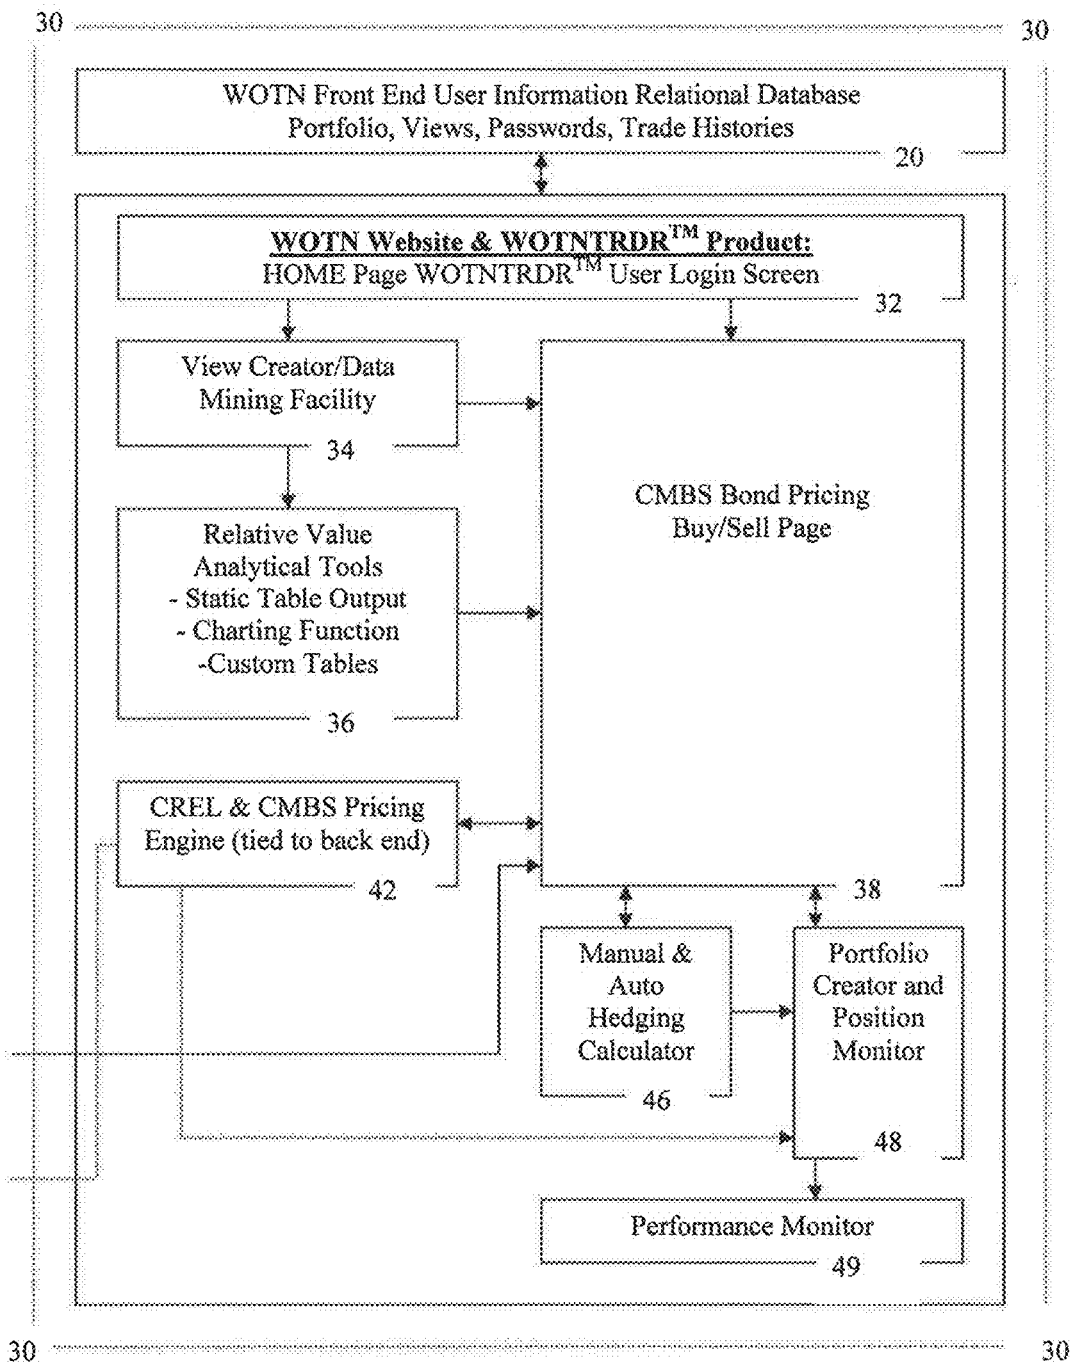 30
30
WOTN Front End User Information Relational Database
Portfolio, Views, Passwords, Trade Histories
20
WOTN Website & WOTNTRDR™ Product:
HOME Page WOTNTRDR™ User Login Screen
32
View Creator/Data
Mining Facility
34
CMBS Bond Pricing
Buy/Sell Page
Relative Value
Analytical Tools
- Static Table Output
- Charting Function
-Custom Tables
36
CREL & CMBS Pricing
Engine (tied to back end)
42
38
Manual &
Auto
Hedging
Calculator
46
Portfolio
Creator and
Position
Monitor
48
Performance Monitor
49
30
30